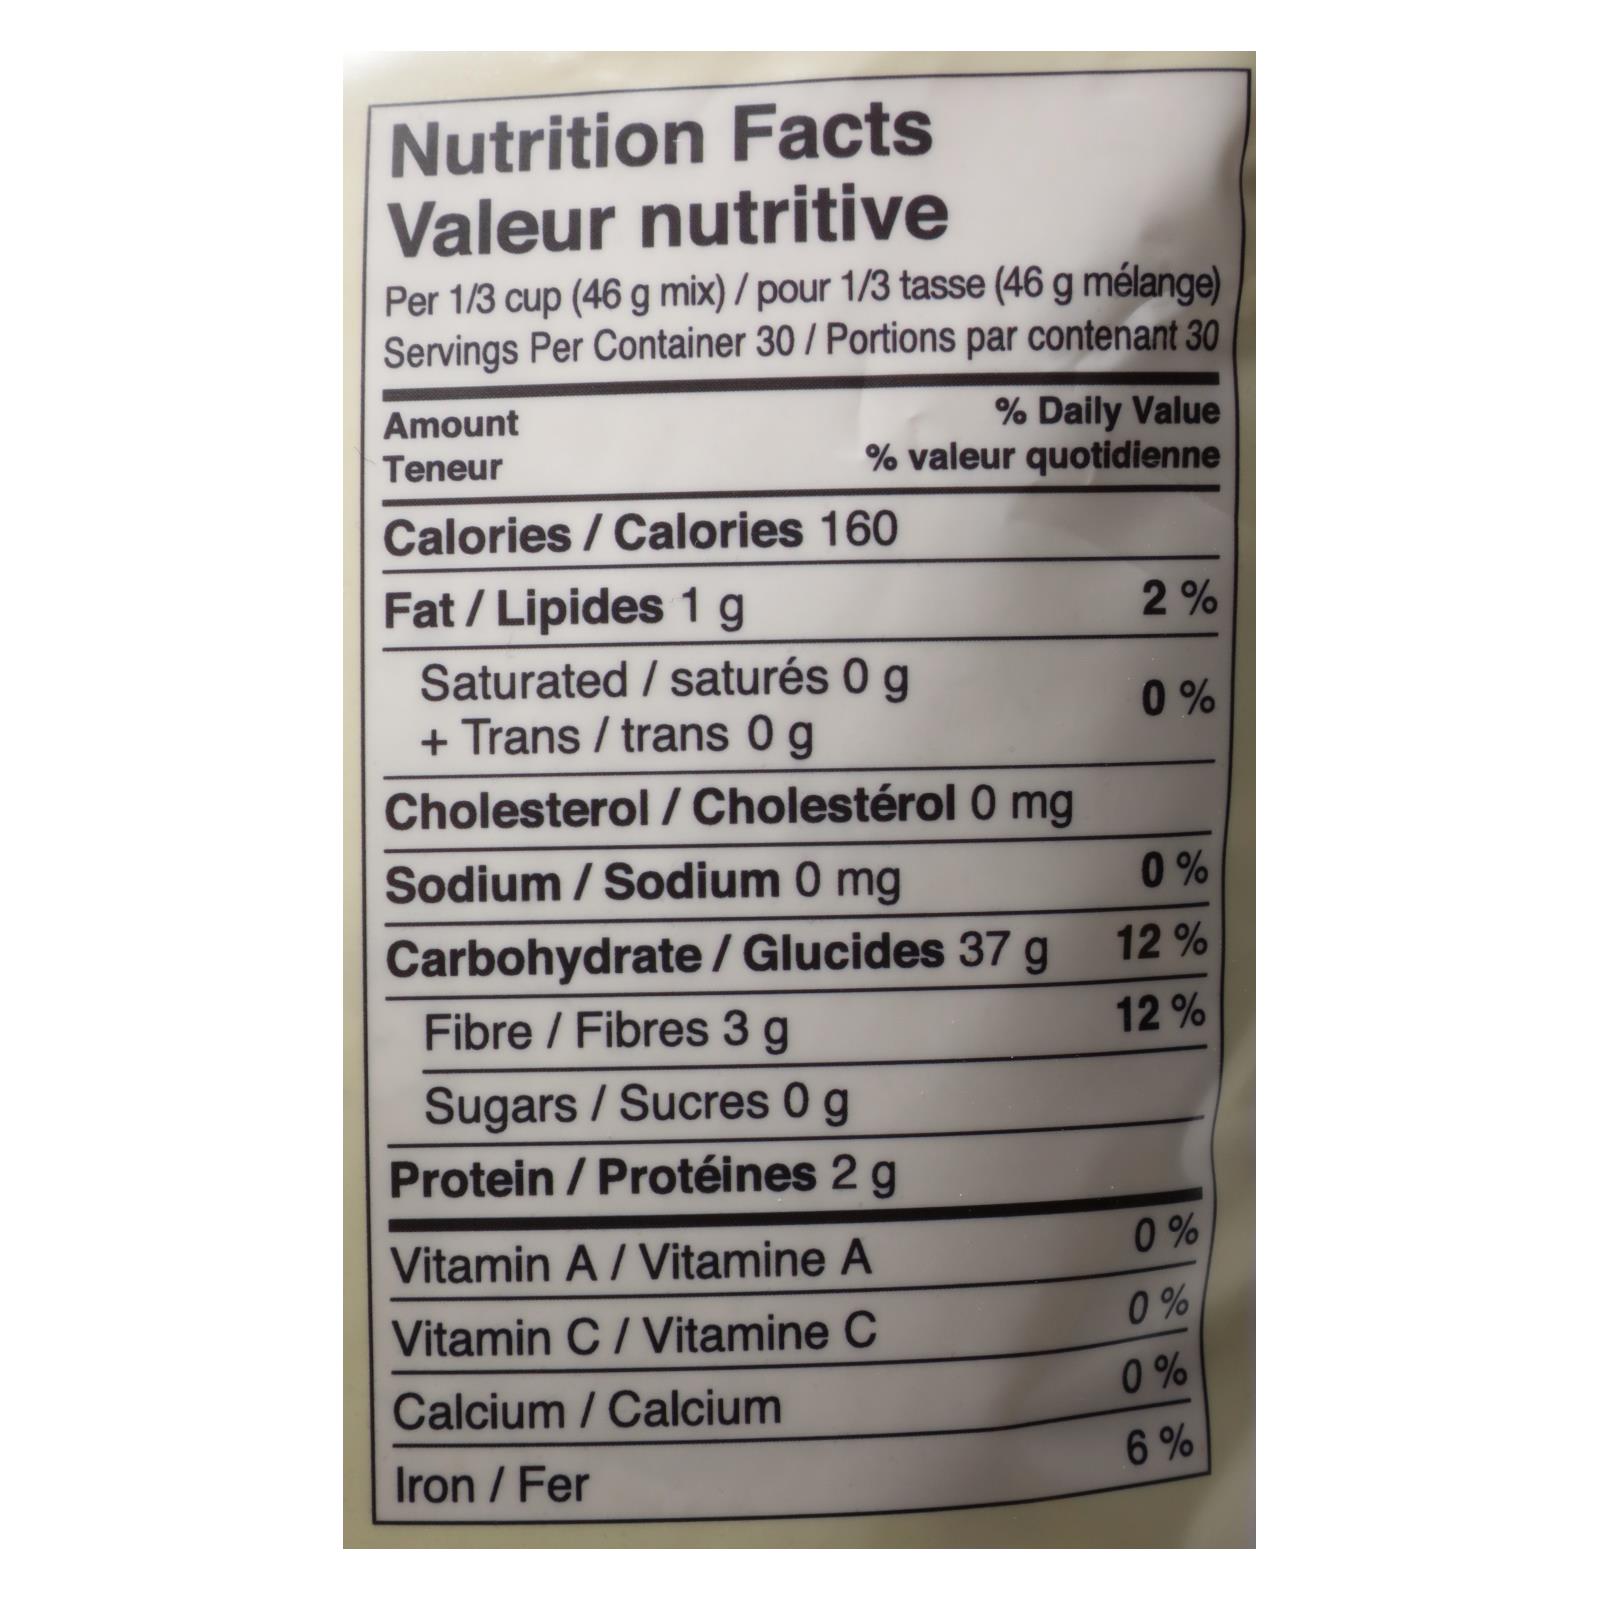 Nutrition Facts
Valeur nutritive
Per 1/3 cup (46 g mix) / pour 1/3 tasse (46 g mélange)
Servings Per Container 30 / Portions par contenant 30
Amount % Daily Value
Teneur % valeur quotidienne
Calories / Calories 160
Fat / Lipides 1 g 2 %
Saturated / saturés 0 g 0 %
+ Trans / trans 0 g
Cholesterol / Cholestérol 0 mg
Sodium / Sodium 0 mg 0 %
Carbohydrate / Glucides 37 g 12 %
Fibre / Fibres 3 g 12 %
Sugars / Sucres 0 g
Protein / Protéines 2 g
Vitamin A / Vitamine A 0 %
Vitamin C / Vitamine C 0 %
Calcium / Calcium 0 %
Iron / Fer 6 %